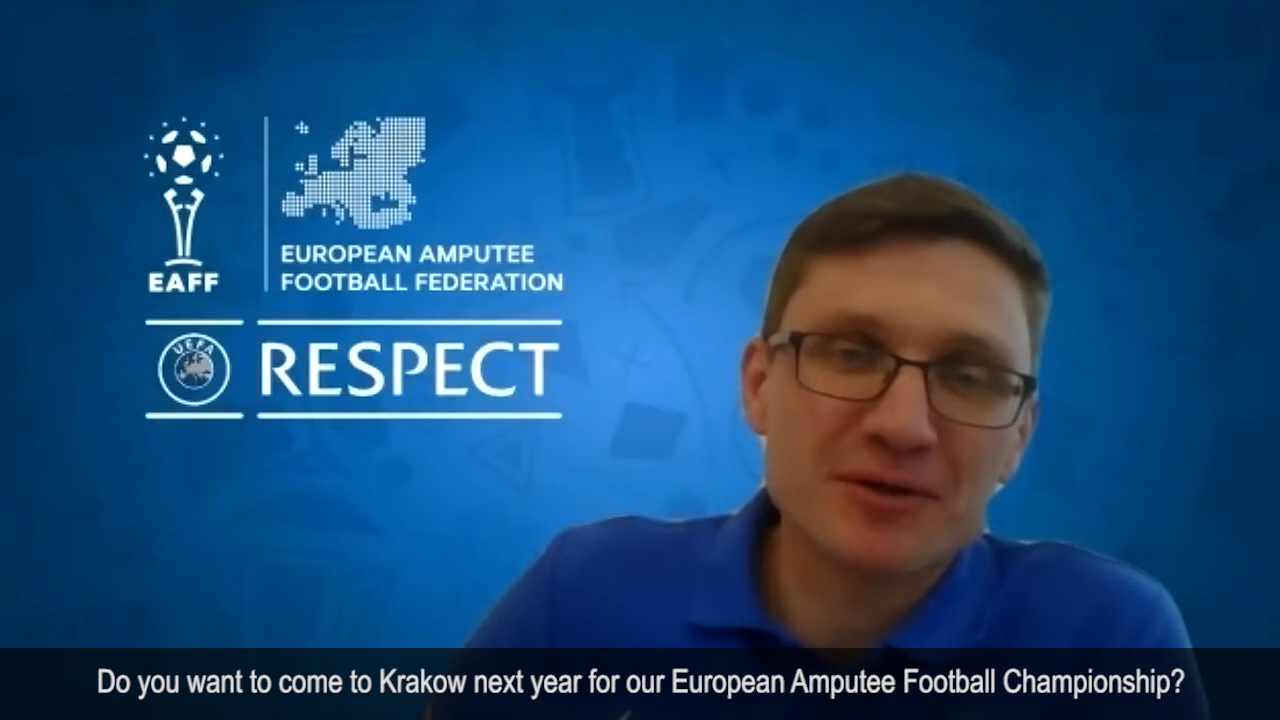 EAFF
EUROPEAN AMPUTEE
FOOTBALL FEDERATION
UEFA
RESPECT
Do you want to come to Krakow next year for our European Amputee Football Championship?